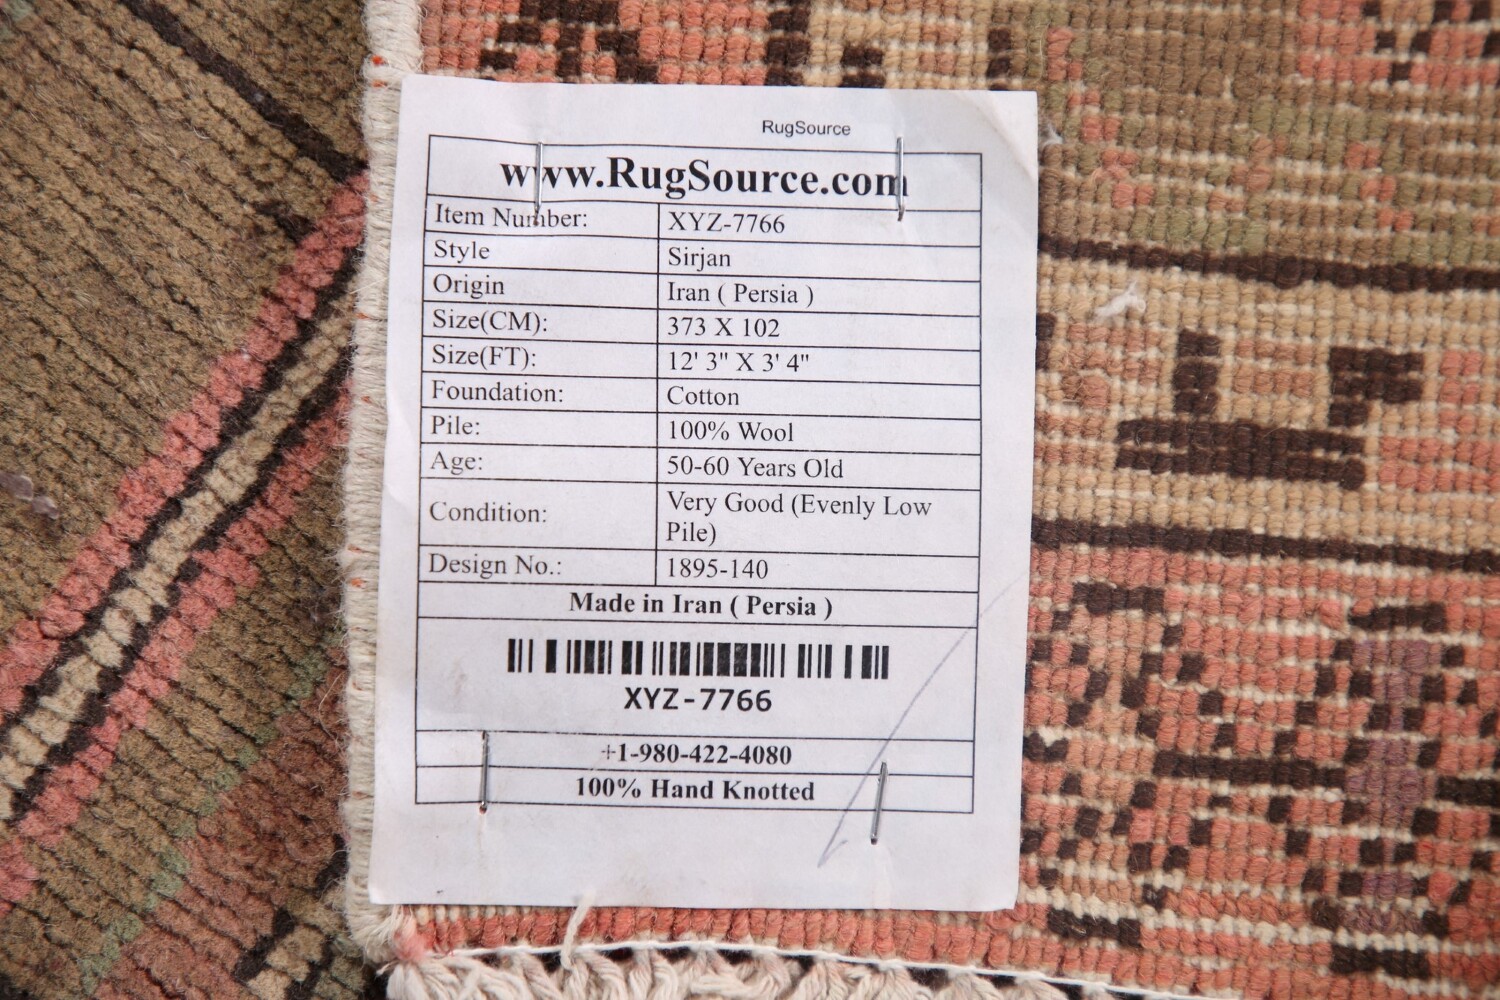 RugSource
www.RugSource.com
Item Number: XYZ-7766
Style Sirjan
Origin Iran ( Persia )
Size(CM): 373 X 102
Size(FT): 12' 3" X 3' 4"
Foundation: Cotton
Pile: 100% Wool
Age: 50-60 Years Old
Condition: Very Good (Evenly Low
Pile)
Design No.: 1895-140
Made in Iran ( Persia )
XYZ-7766
+1-980-422-4080
100% Hand Knotted